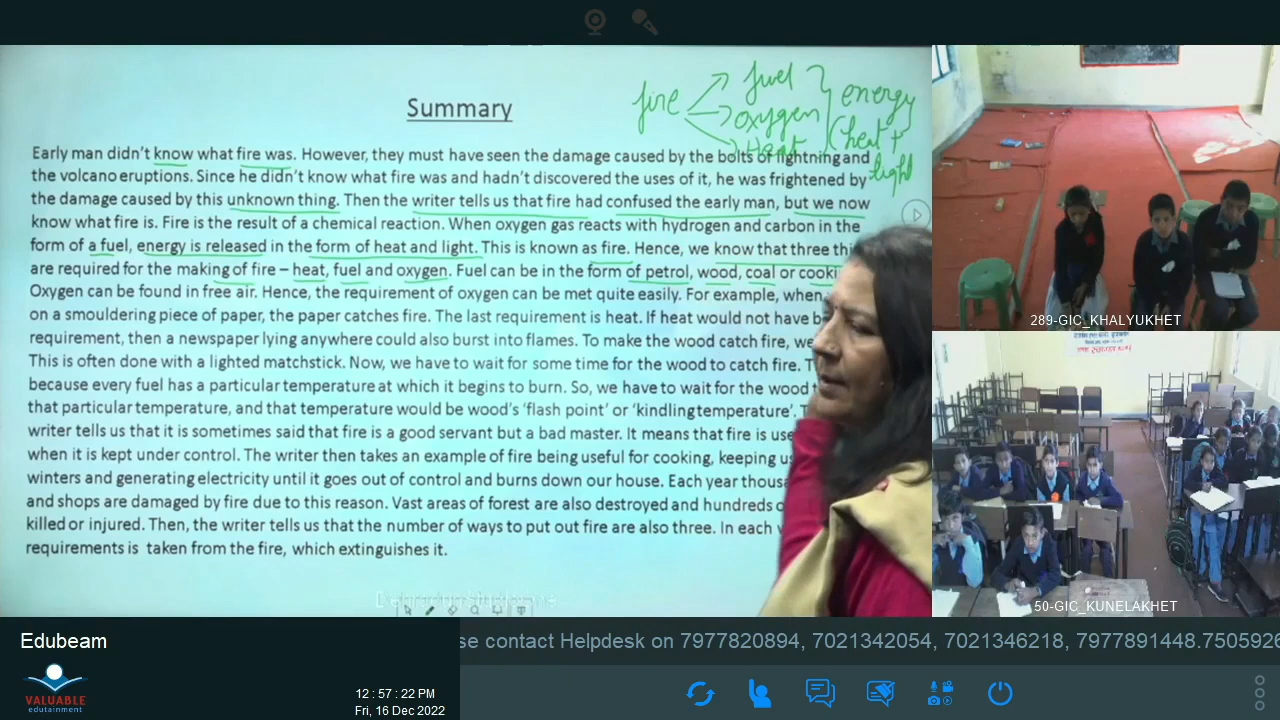 Summary
fire
fuel
oxygen
Heat
energy
(heat +
light
Early man didn't know what fire was. However, they must have seen the damage caused by the bolts of lightning and
the volcano eruptions. Since he didn't know what fire was and hadn't discovered the uses of it, he was frightened by
the damage caused by this unknown thing. Then the writer tells us that fire had confused the early man, but we now
know what fire is. Fire is the result of a chemical reaction. When oxygen gas reacts with hydrogen and carbon in the
form of a fuel, energy is released in the form of heat and light. This is known as fire. Hence, we know that three
are required for the making of fire – heat, fuel and oxygen. Fuel can be in the form of petrol, wood, coal or
Oxygen can be found in free air. Hence, the requirement of oxygen can be met quite easily. For example, when
on a smouldering piece of paper, the paper catches fire. The last requirement is heat. If heat would not have
requirement, then a newspaper lying anywhere could also burst into flames. To make the wood catch fire, we
This is often done with a lighted matchstick. Now, we have to wait for some time for the wood to catch fire.
because every fuel has a particular temperature at which it begins to burn. So, we have to wait for the wood
that particular temperature, and that temperature would be wood's 'flash point' or 'kindling temperature'.
writer tells us that it is sometimes said that fire is a good servant but a bad master. It means that fire is
when it is kept under control. The writer then takes an example of fire being useful for cooking, keeping
winters and generating electricity until it goes out of control and burns down our house. Each year
and shops are damaged by fire due to this reason. Vast areas of forest are also destroyed and hundreds
killed or injured. Then, the writer tells us that the number of ways to put out fire are also three. In each
requirements is taken from the fire, which extinguishes it.
289-GIC_KHALYUKHET
50-GIC_KUNELAKHET
Edubeam
contact Helpdesk on 7977820894, 7021342054, 7021346218, 7977891448.
VALUABLE
edutainment
12 : 57 : 22 PM
Fri, 16 Dec 2022